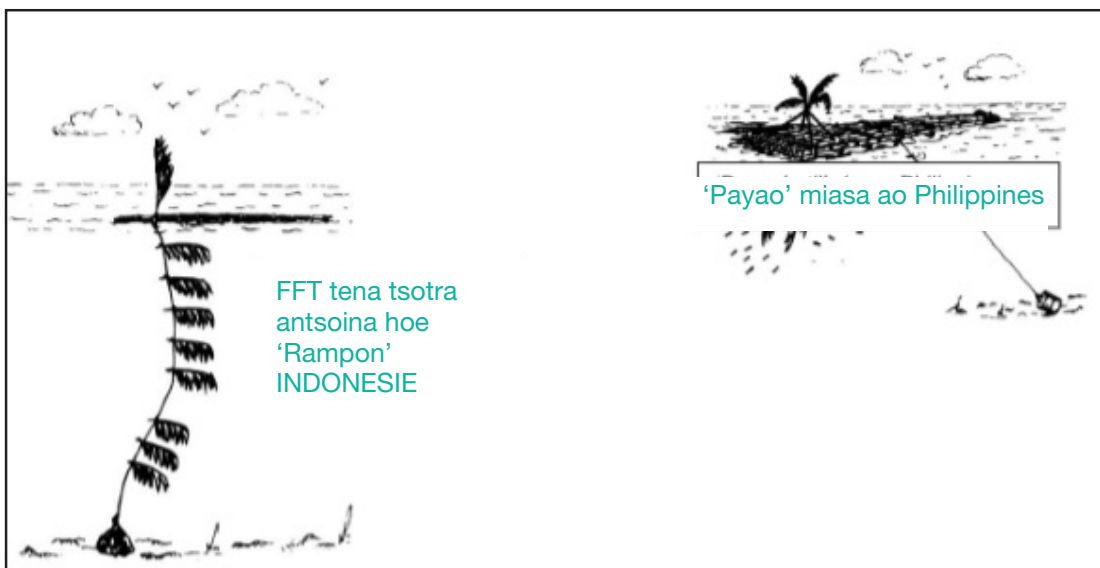 FFT tena tsotra
antsoina hoe
‘Rampon’
INDONESIE
‘Payao’ miasa ao Philippines